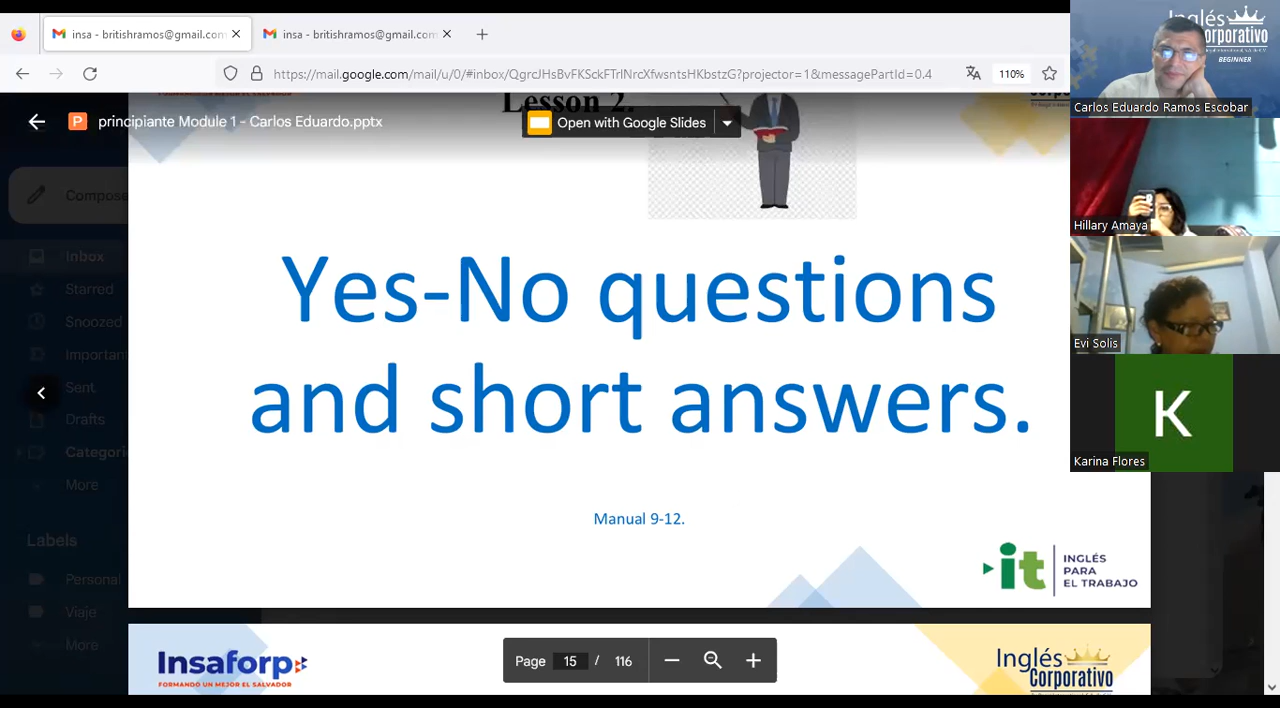 insa - britishramos@gmail.com
insa - britishramos@gmail.com
https://mail.google.com/mail/u/0/#inbox/QgrcJHsBvFKSckFTrlNrcXfwsntsHKbstzG?projector=1&messagePartId=0.4
110%
principiante Module 1 - Carlos Eduardo.pptx
Open with Google Slides
Lesson 2.
Compose
Inbox
Starred
Snoozed
Important
Sent
Drafts
Categori
More
Labels
Personal
Viaje
More
Yes-No questions
and short answers.
Manual 9-12.
it
INGLÉS
PARA
EL TRABAJO
Insaforp
FORMANDO UN MEJOR EL SALVADOR
Page 15 / 116
Inglés
Corporativo
Inglés
Corporativo
BEGINNER
Carlos Eduardo Ramos Escobar
Hillary Amaya
Evi Solis
K
Karina Flores